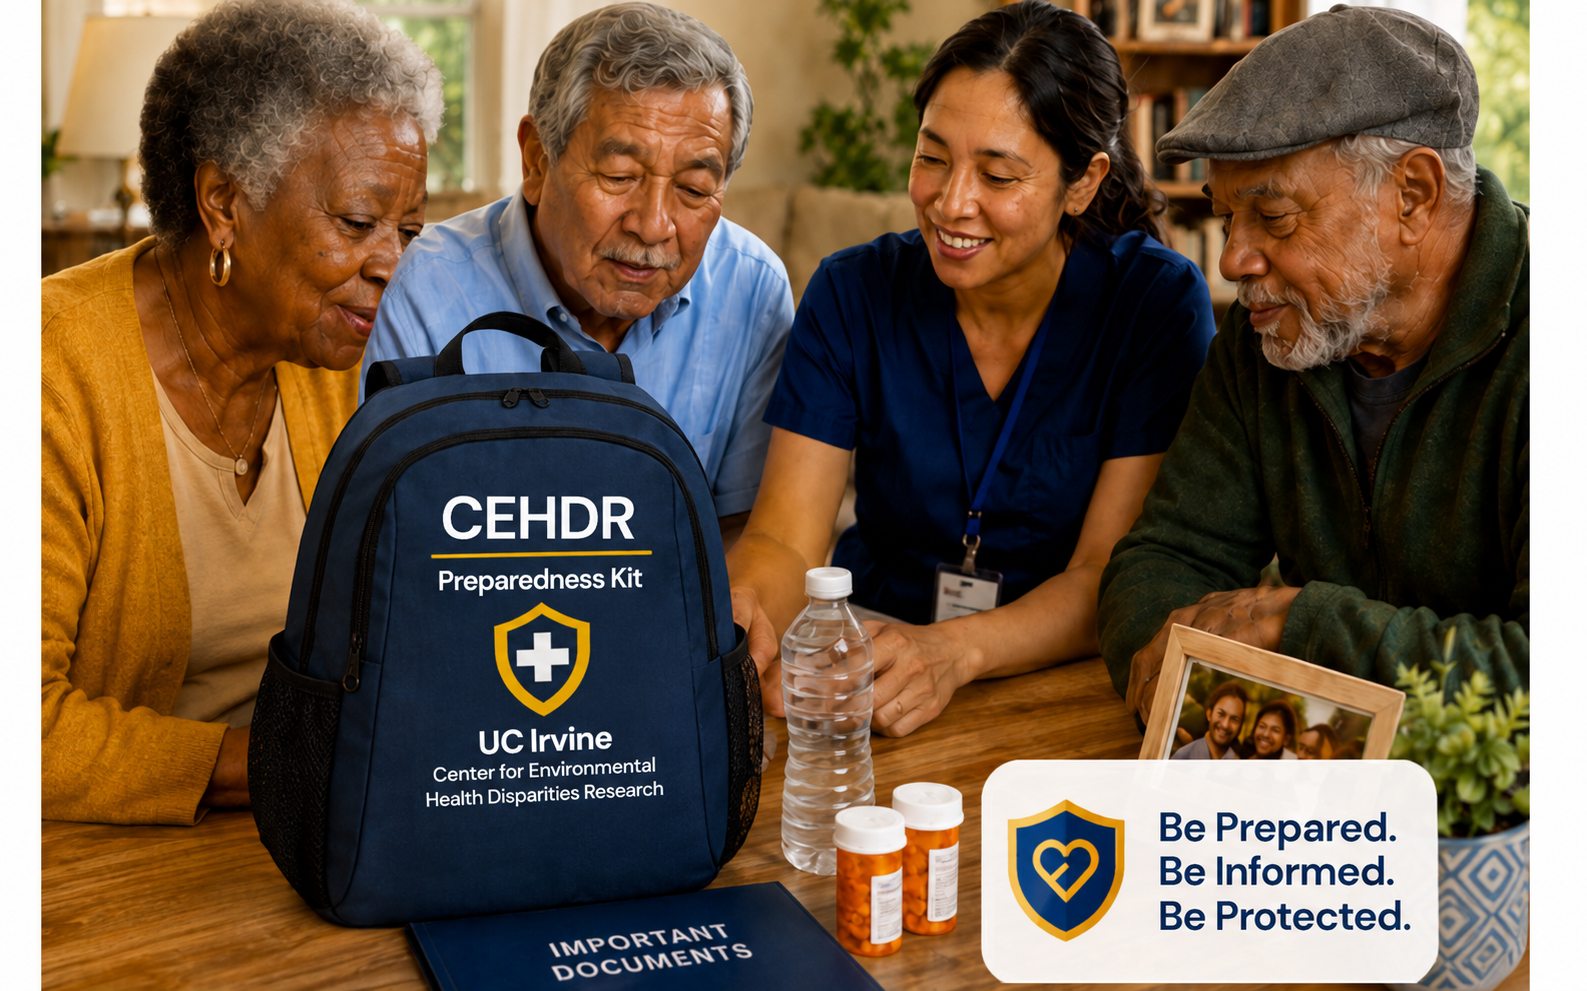 CEHDR
Preparedness Kit
UC Irvine
Center for Environmental
Health Disparities Research
IMPORTANT
DOCUMENTS
Be Prepared.
Be Informed.
Be Protected.